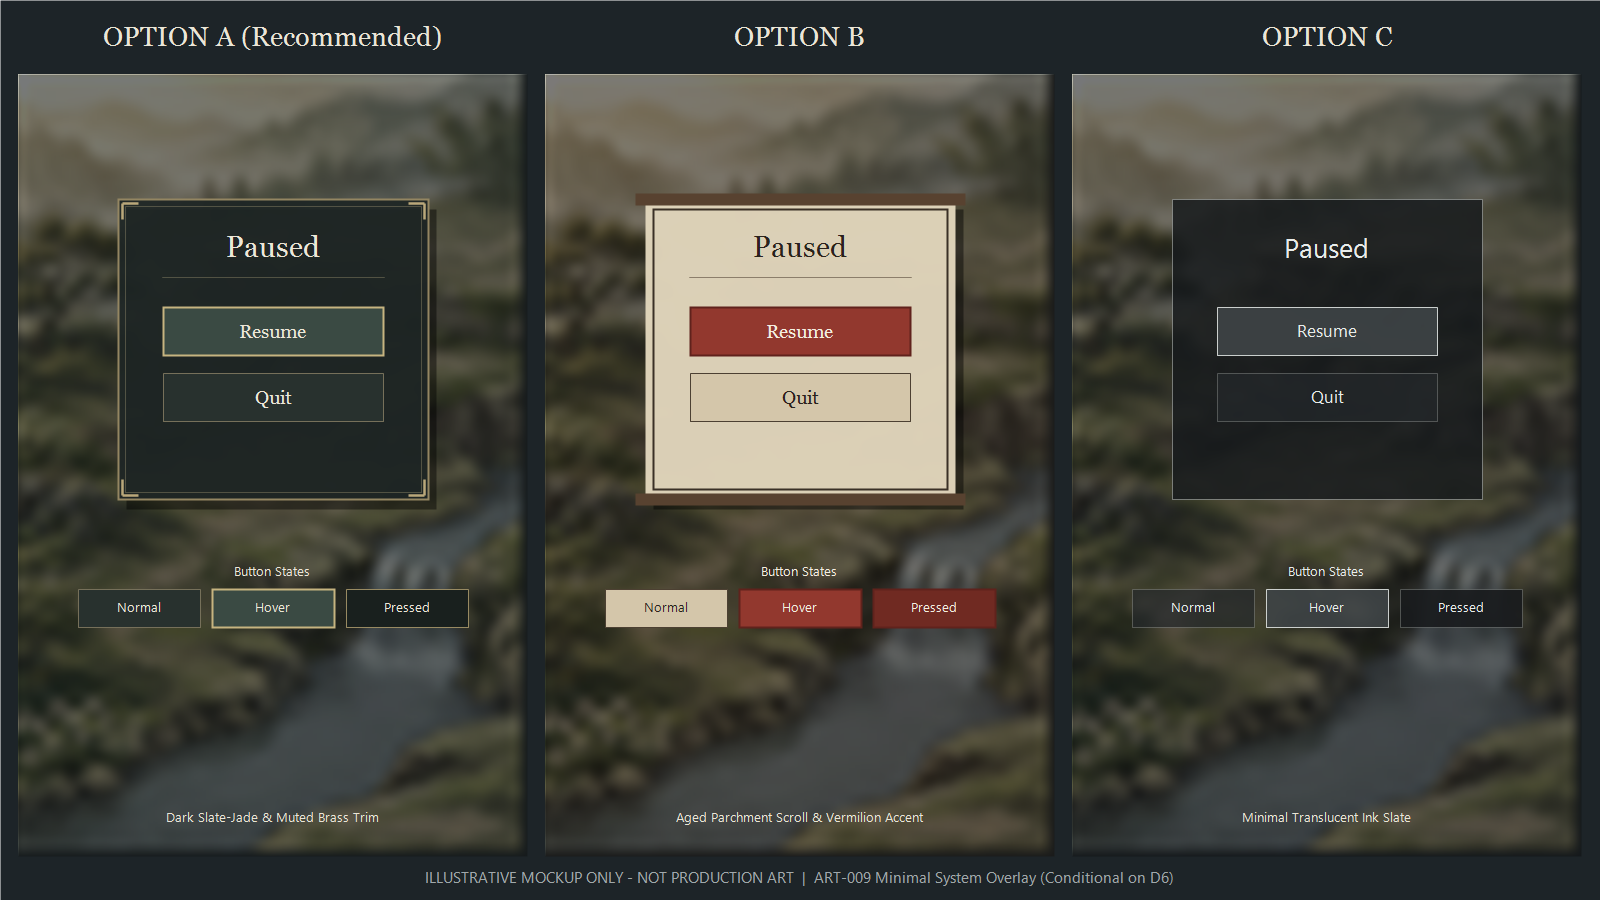 OPTION A (Recommended)
Paused
Resume
Quit
Button States
Normal
Hover
Pressed
Dark Slate-Jade & Muted Brass Trim
OPTION B
Paused
Resume
Quit
Button States
Normal
Hover
Pressed
Aged Parchment Scroll & Vermilion Accent
OPTION C
Paused
Resume
Quit
Button States
Normal
Hover
Pressed
Minimal Translucent Ink Slate
ILLUSTRATIVE MOCKUP ONLY - NOT PRODUCTION ART | ART-009 Minimal System Overlay (Conditional on D6)